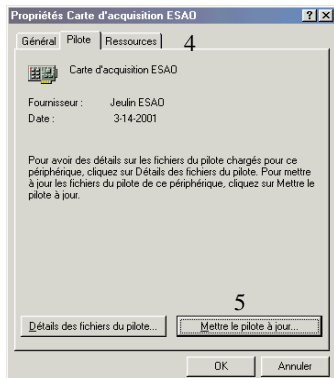 Propriétés Carte d'acquisition ESAO
Général Pilote Ressources 4
Carte d'acquisition ESAO
Fournisseur : Jeulin ESAO
Date : 3-14-2001
Pour avoir des détails sur les fichiers du pilote chargés pour ce
périphérique, cliquez sur Détails des fichiers du pilote. Pour mettre
à jour les fichiers du pilote de ce périphérique, cliquez sur Mettre le
pilote à jour.
5
Détails des fichiers du pilote... Mettre le pilote à jour...
OK Annuler